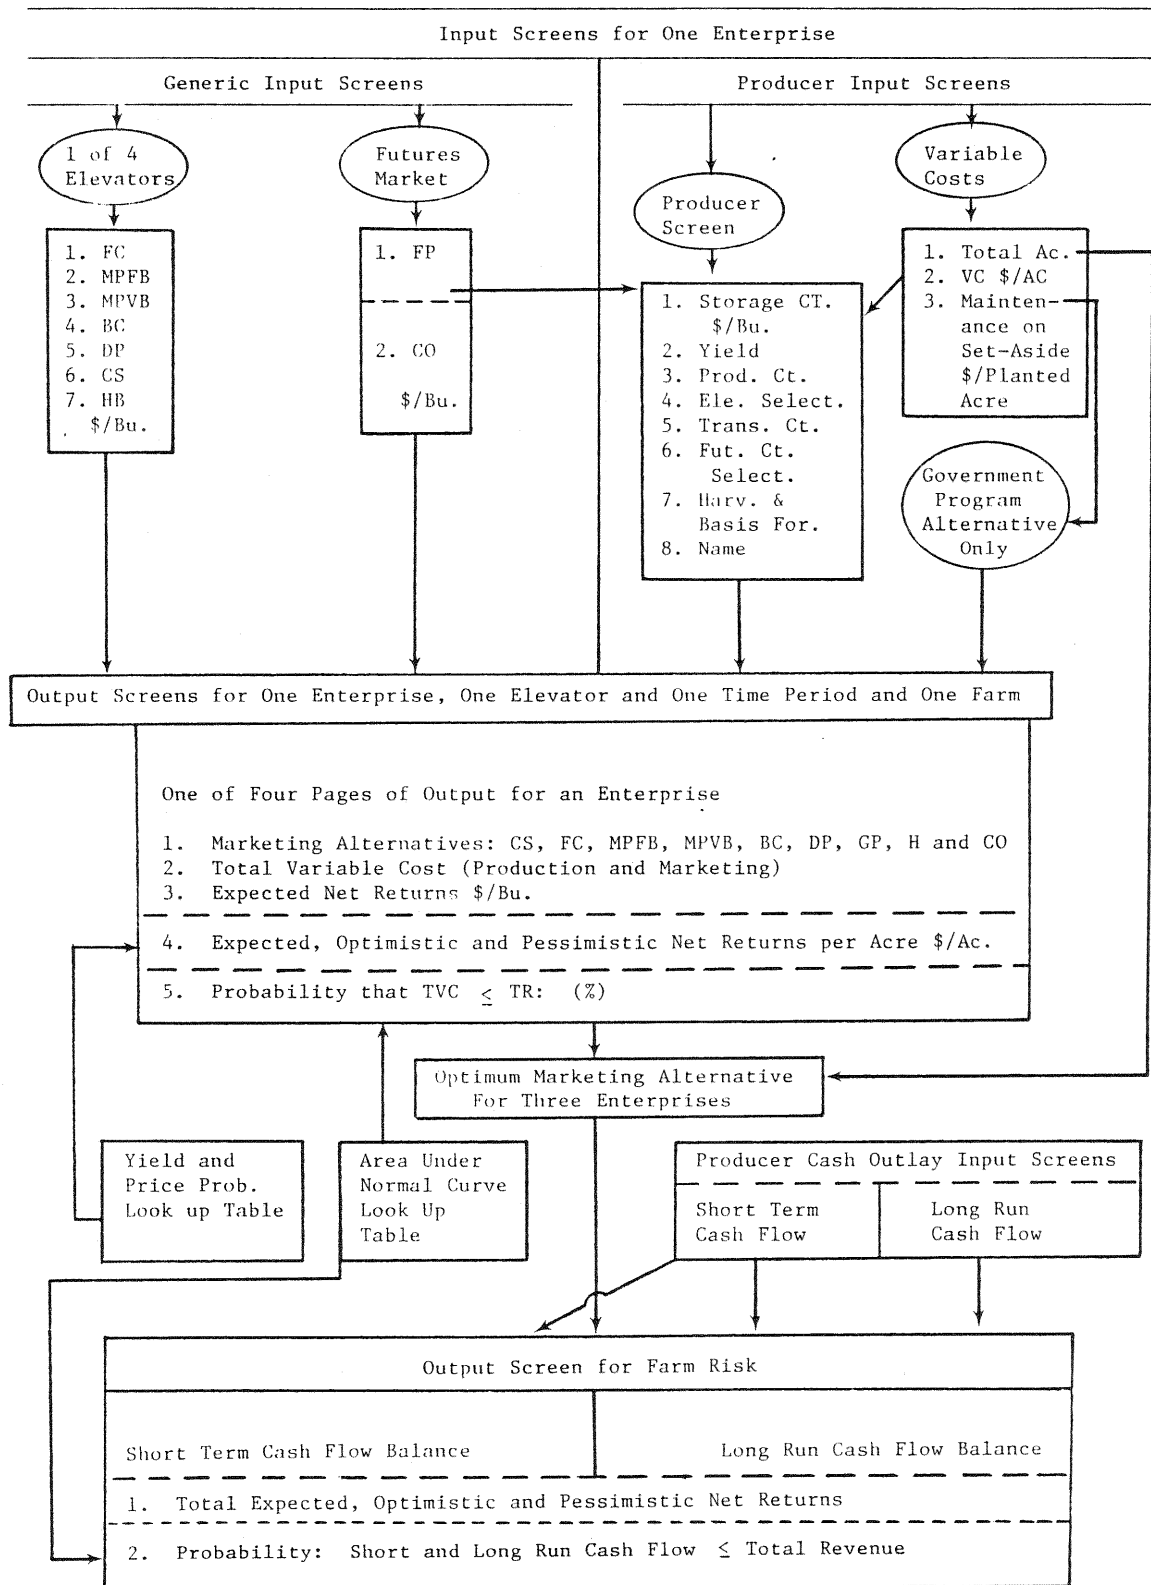 Input Screens for One Enterprise
Generic Input Screens
Producer Input Screens
1 of 4
Elevators
Futures
Market
Producer
Screen
Variable
Costs
1. FC
2. MPFB
3. MPVB
4. BC
5. DP
6. CS
7. HB
$/Bu.
1. FP
2. CO
$/Bu.
1. Storage CT.
$/Bu.
2. Yield
3. Prod. Ct.
4. Ele. Select.
5. Trans. Ct.
6. Fut. Ct.
Select.
7. Harv. &
Basis For.
8. Name
1. Total Ac.
2. VC $/AC
3. Mainten-
ance on
Set-Aside
$/Planted
Acre
Government
Program
Alternative
Only
Output Screens for One Enterprise, One Elevator and One Time Period and One Farm
One of Four Pages of Output for an Enterprise
1. Marketing Alternatives: CS, FC, MPFB, MPVB, BC, DP, GP, H and CO
2. Total Variable Cost (Production and Marketing)
3. Expected Net Returns $/Bu.
4. Expected, Optimistic and Pessimistic Net Returns per Acre $/Ac.
5. Probability that TVC ≤ TR: (%)
Optimum Marketing Alternative
For Three Enterprises
Yield and
Price Prob.
Look up Table
Area Under
Normal Curve
Look Up
Table
Producer Cash Outlay Input Screens
Short Term
Cash Flow
Long Run
Cash Flow
Output Screen for Farm Risk
Short Term Cash Flow Balance
Long Run Cash Flow Balance
1. Total Expected, Optimistic and Pessimistic Net Returns
2. Probability: Short and Long Run Cash Flow ≤ Total Revenue